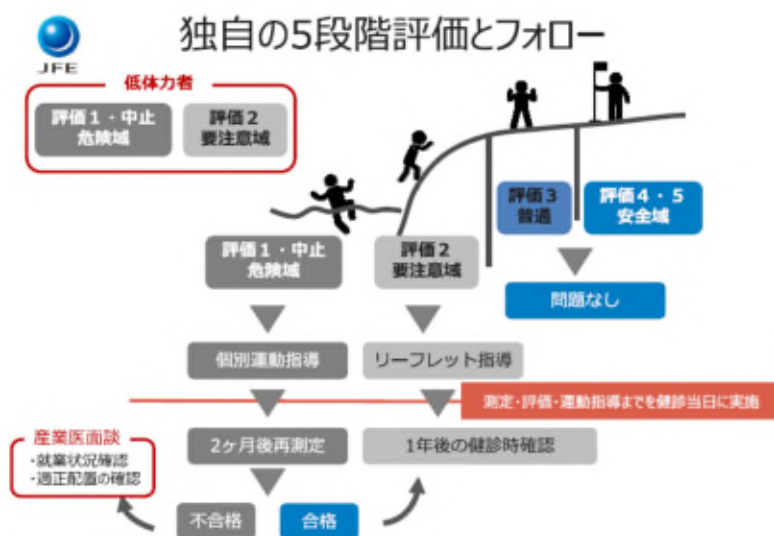 独自の5段階評価とフォロー
JFE
低体力者
評価1・中止
危険域
評価2
要注意域
評価3
普通
評価4・5
安全域
評価1・中止
危険域
評価2
要注意域
問題なし
個別運動指導
リーフレット指導
測定・評価・運動指導までを健診当日に実施
産業医面談
・就業状況確認
・適正配置の確認
2ヶ月後再測定
1年後の健診時確認
不合格
合格